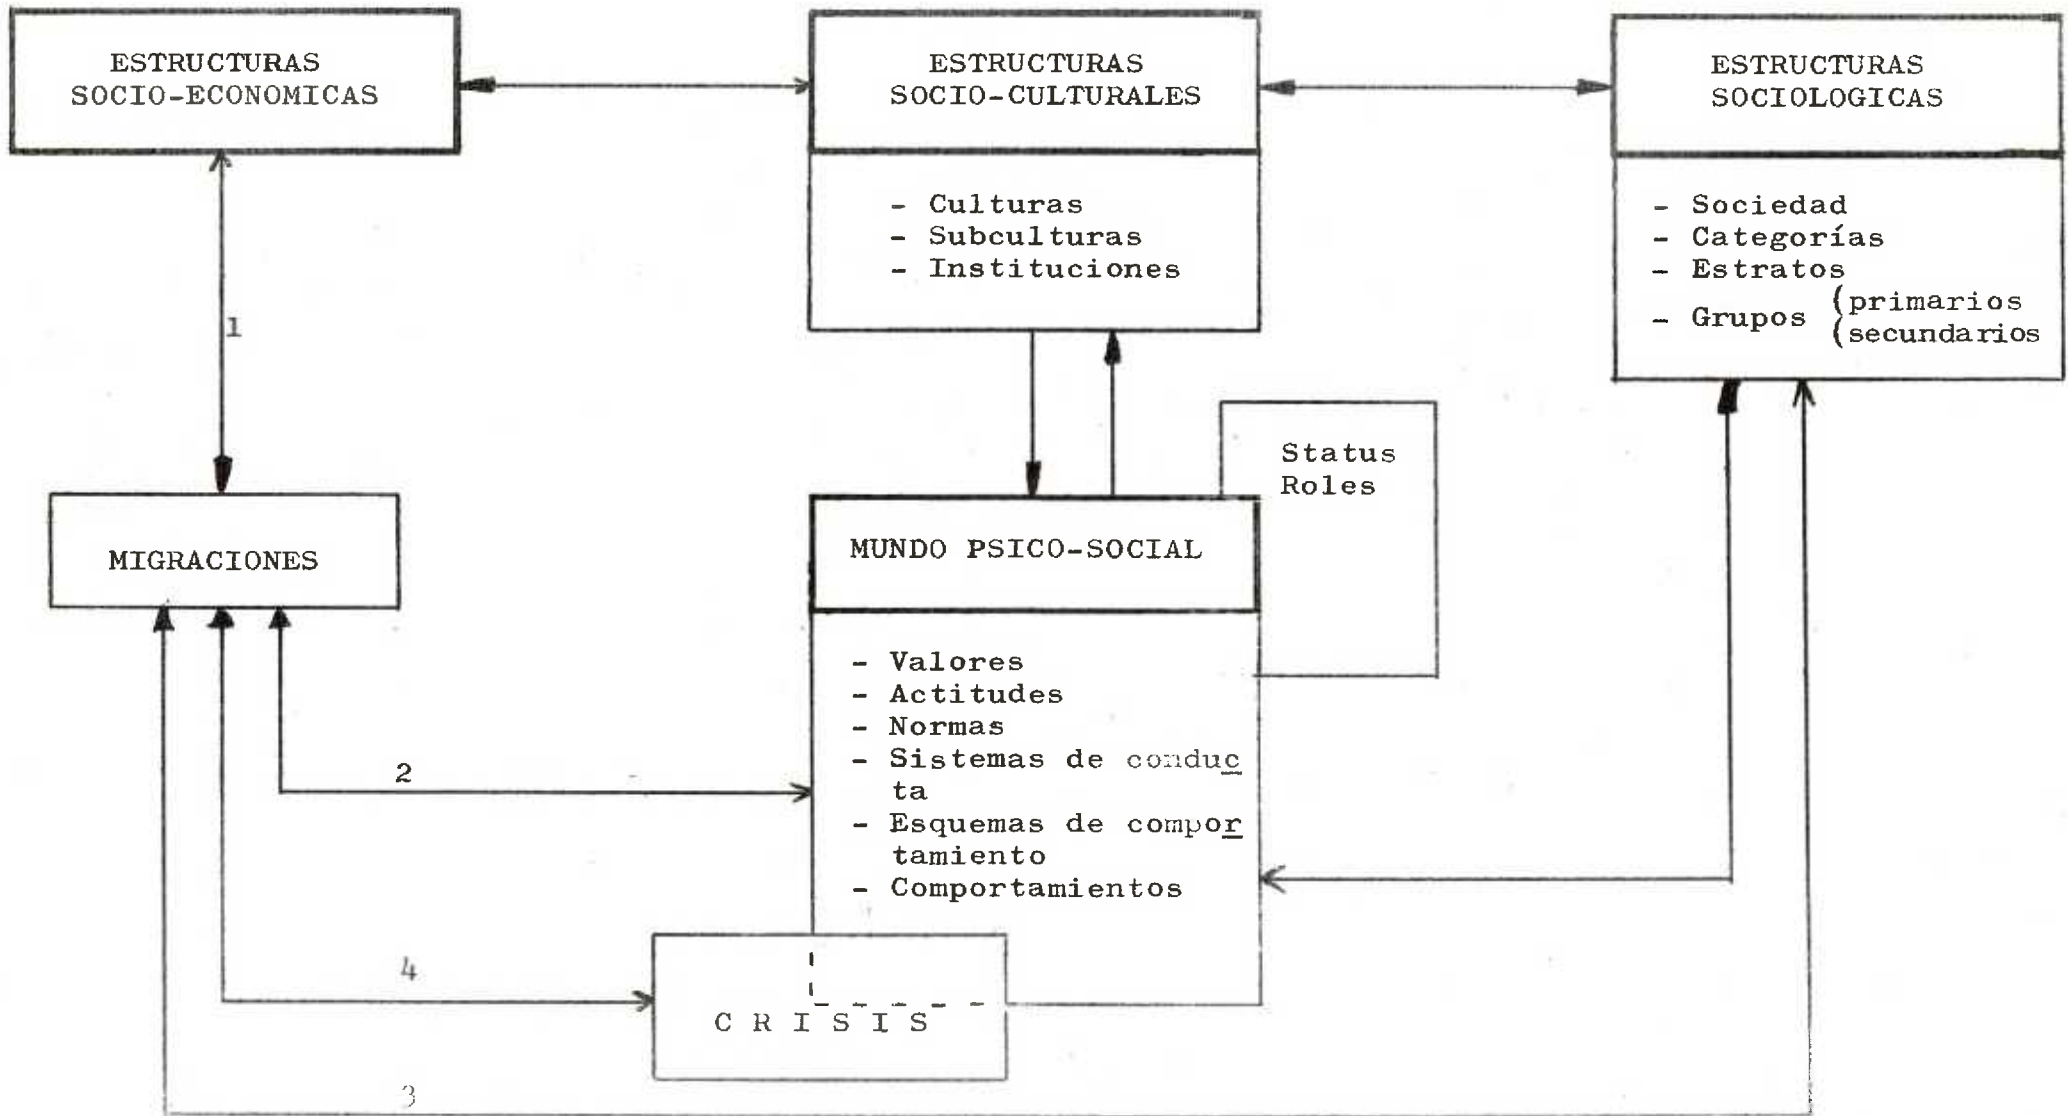 ESTRUCTURAS
SOCIO-ECONOMICAS
ESTRUCTURAS
SOCIO-CULTURALES
ESTRUCTURAS
SOCIOLOGICAS
- Culturas
- Subculturas
- Instituciones
- Sociedad
- Categorías
- Estratos
- Grupos (primarios
(secundarios
1
Status
Roles
MIGRACIONES
MUNDO PSICO-SOCIAL
- Valores
- Actitudes
- Normas
- Sistemas de conduc
ta
- Esquemas de compor
tamiento
- Comportamientos
2
4
C R I S I S
3